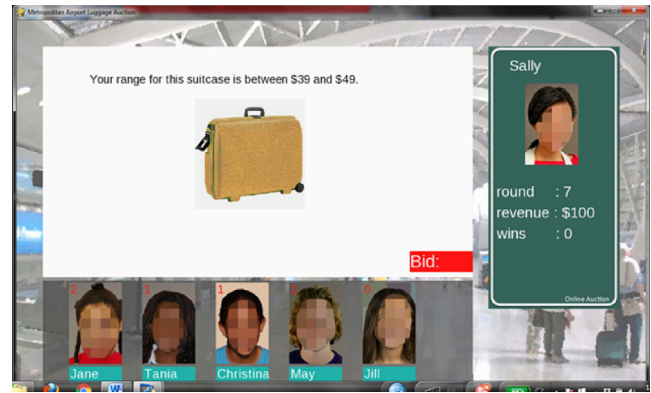 Metropolitan Airport Luggage Auction
Your range for this suitcase is between $39 and $49.
Bid:
Sally
round : 7
revenue : $100
wins : 0
Online Auction
2 1 1 0
Jane Tania Christina May Jill
W
98%